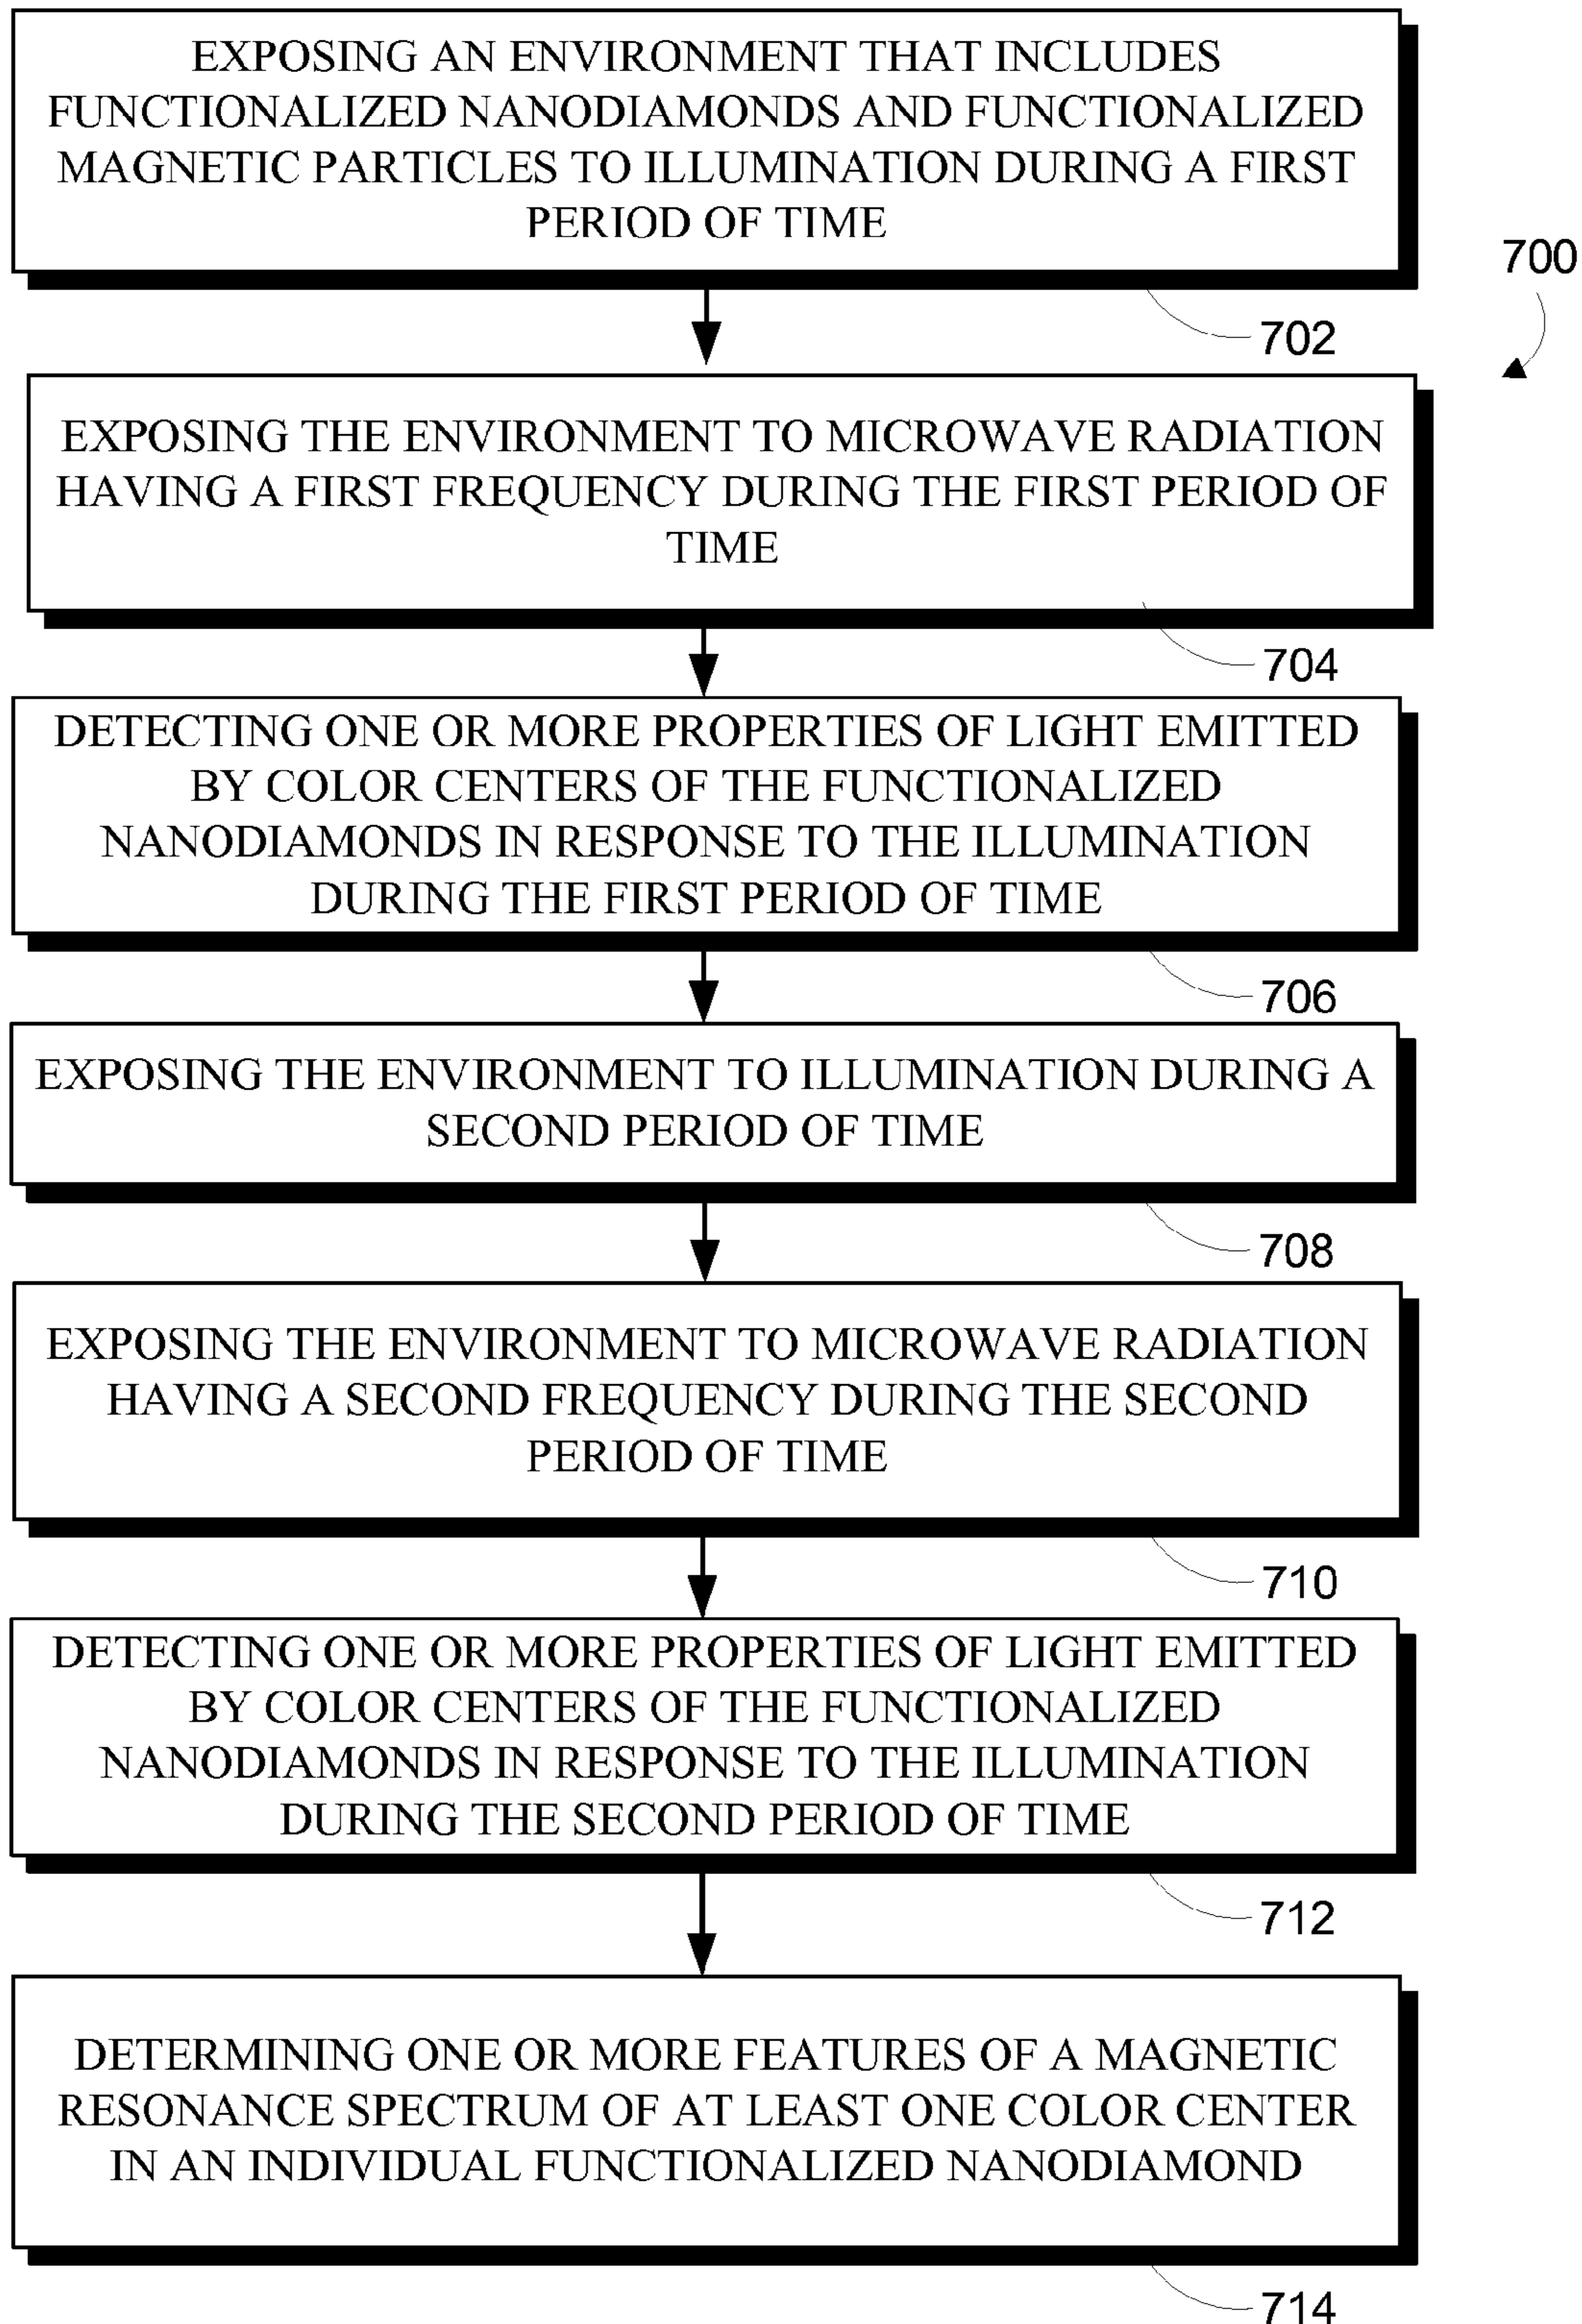 EXPOSING AN ENVIRONMENT THAT INCLUDES
FUNCTIONALIZED NANODIAMONDS AND FUNCTIONALIZED
MAGNETIC PARTICLES TO ILLUMINATION DURING A FIRST
PERIOD OF TIME
700
702
EXPOSING THE ENVIRONMENT TO MICROWAVE RADIATION
HAVING A FIRST FREQUENCY DURING THE FIRST PERIOD OF
TIME
704
DETECTING ONE OR MORE PROPERTIES OF LIGHT EMITTED
BY COLOR CENTERS OF THE FUNCTIONALIZED
NANODIAMONDS IN RESPONSE TO THE ILLUMINATION
DURING THE FIRST PERIOD OF TIME
706
EXPOSING THE ENVIRONMENT TO ILLUMINATION DURING A
SECOND PERIOD OF TIME
708
EXPOSING THE ENVIRONMENT TO MICROWAVE RADIATION
HAVING A SECOND FREQUENCY DURING THE SECOND
PERIOD OF TIME
710
DETECTING ONE OR MORE PROPERTIES OF LIGHT EMITTED
BY COLOR CENTERS OF THE FUNCTIONALIZED
NANODIAMONDS IN RESPONSE TO THE ILLUMINATION
DURING THE SECOND PERIOD OF TIME
712
DETERMINING ONE OR MORE FEATURES OF A MAGNETIC
RESONANCE SPECTRUM OF AT LEAST ONE COLOR CENTER
IN AN INDIVIDUAL FUNCTIONALIZED NANODIAMOND
714